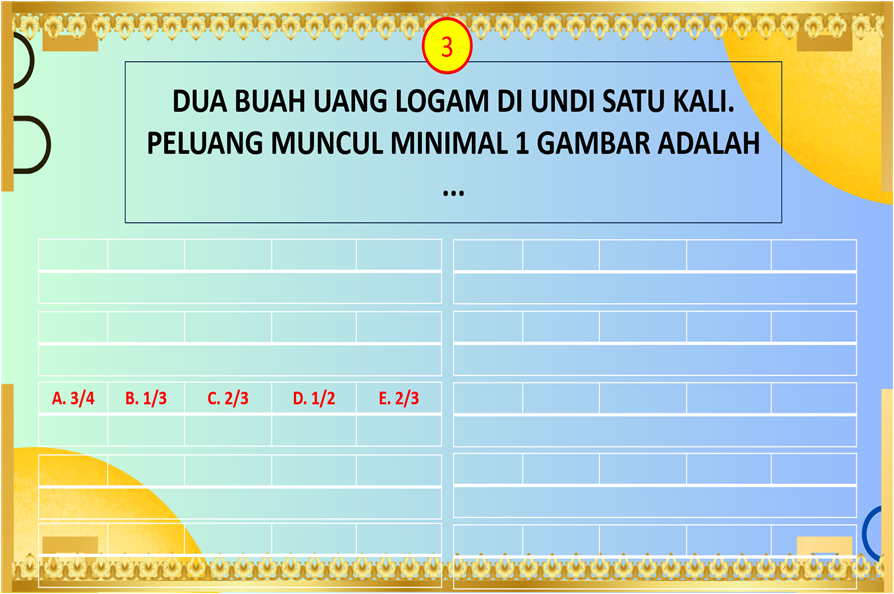 3
DUA BUAH UANG LOGAM DI UNDI SATU KALI.
PELUANG MUNCUL MINIMAL 1 GAMBAR ADALAH
...
A. 3/4 B. 1/3 C. 2/3 D. 1/2 E. 2/3